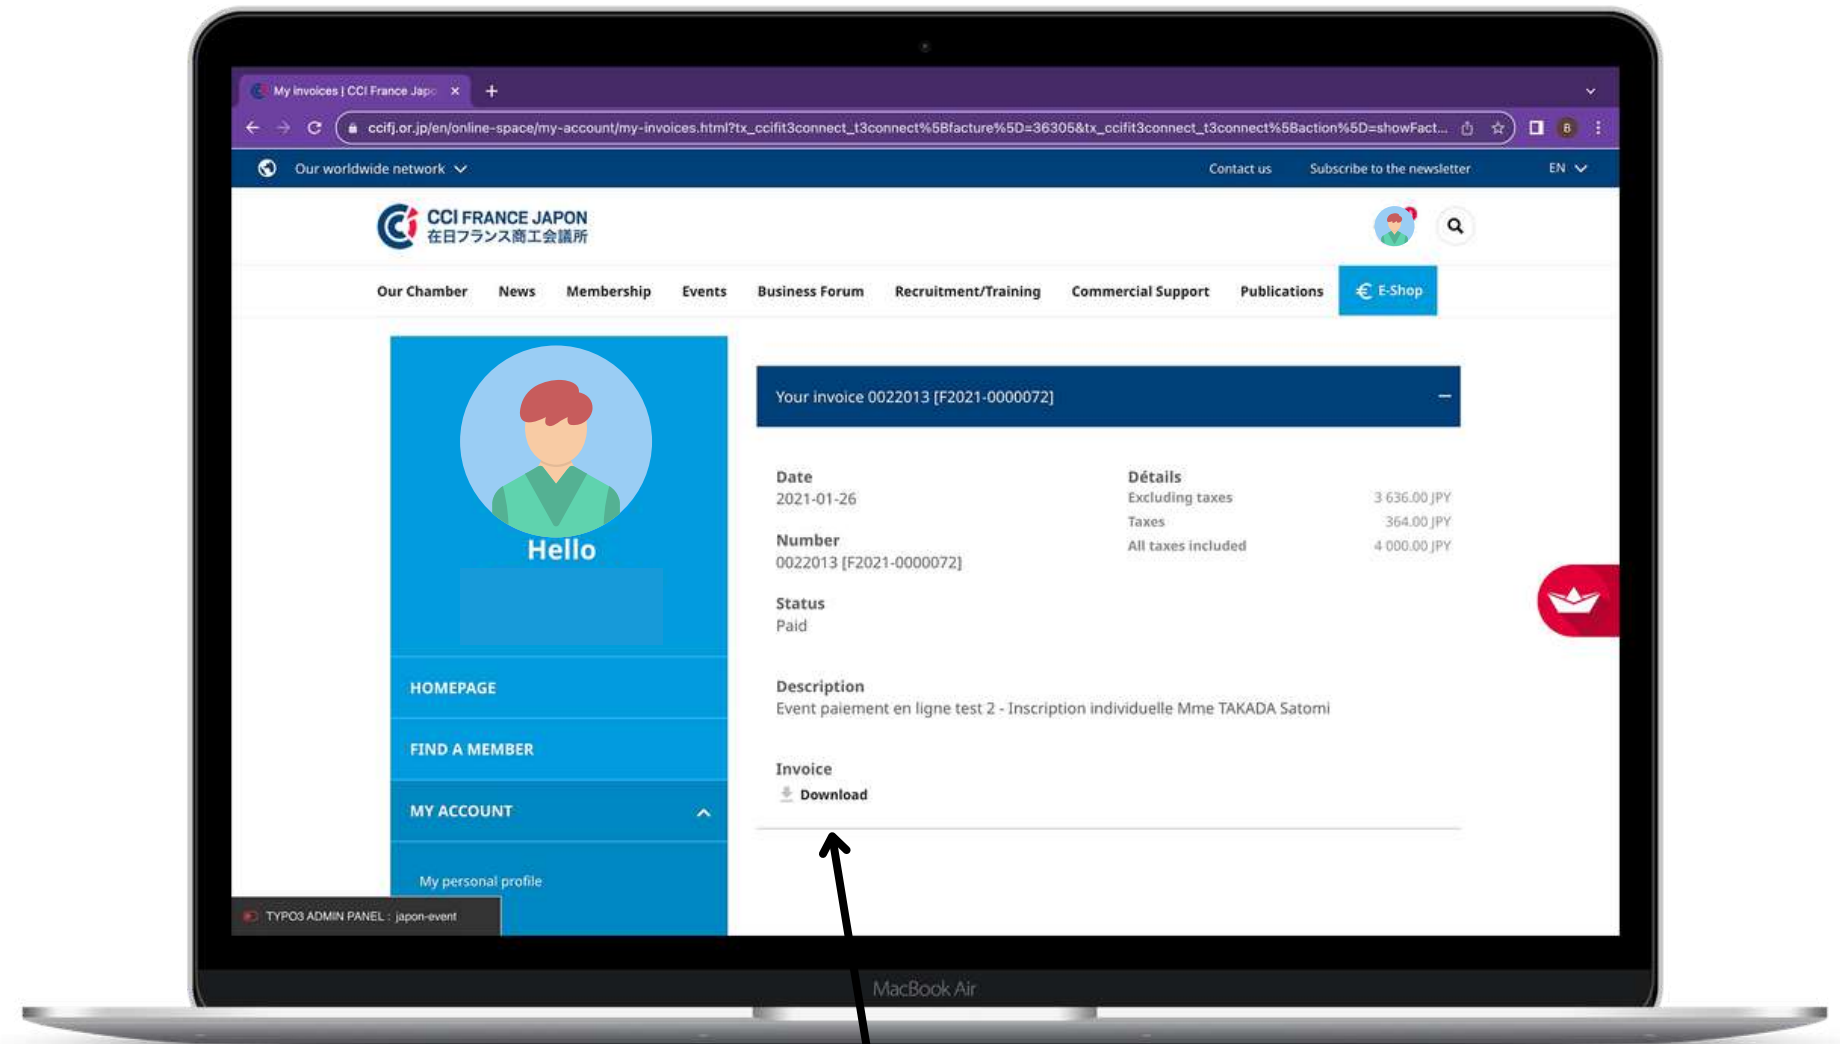 My invoices | CCI France Japo
ccifj.or.jp/en/online-space/my-account/my-invoices.html?tx_ccifit3connect_t3connect%5Bfacture%5D=36305&tx_ccifit3connect_t3connect%5Baction%5D=showFact...
B
Our worldwide network
Contact us
Subscribe to the newsletter
EN
CCI FRANCE JAPON
在日フランス商工会議所
Our Chamber
News
Membership
Events
Business Forum
Recruitment/Training
Commercial Support
Publications
€ E-Shop
Hello
HOMEPAGE
FIND A MEMBER
MY ACCOUNT
My personal profile
TYPO3 ADMIN PANEL : japon-event
Your invoice 0022013 [F2021-0000072]
Date
2021-01-26
Number
0022013 [F2021-0000072]
Status
Paid
Détails
Excluding taxes 3 636.00 JPY
Taxes 364.00 JPY
All taxes included 4 000.00 JPY
Description
Event paiement en ligne test 2 - Inscription individuelle Mme TAKADA Satomi
Invoice
Download
MacBook Air